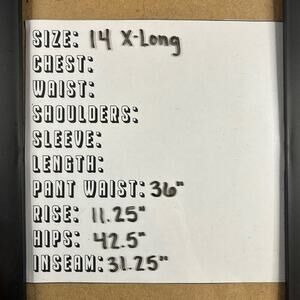 SIZE: 14 X-Long
CHEST:
WAIST:
SHOULDERS:
SLEEVE:
LENGTH:
PANT WAIST: 36"
RISE: 11.25"
HIPS: 42.5"
INSEAM: 31.25"